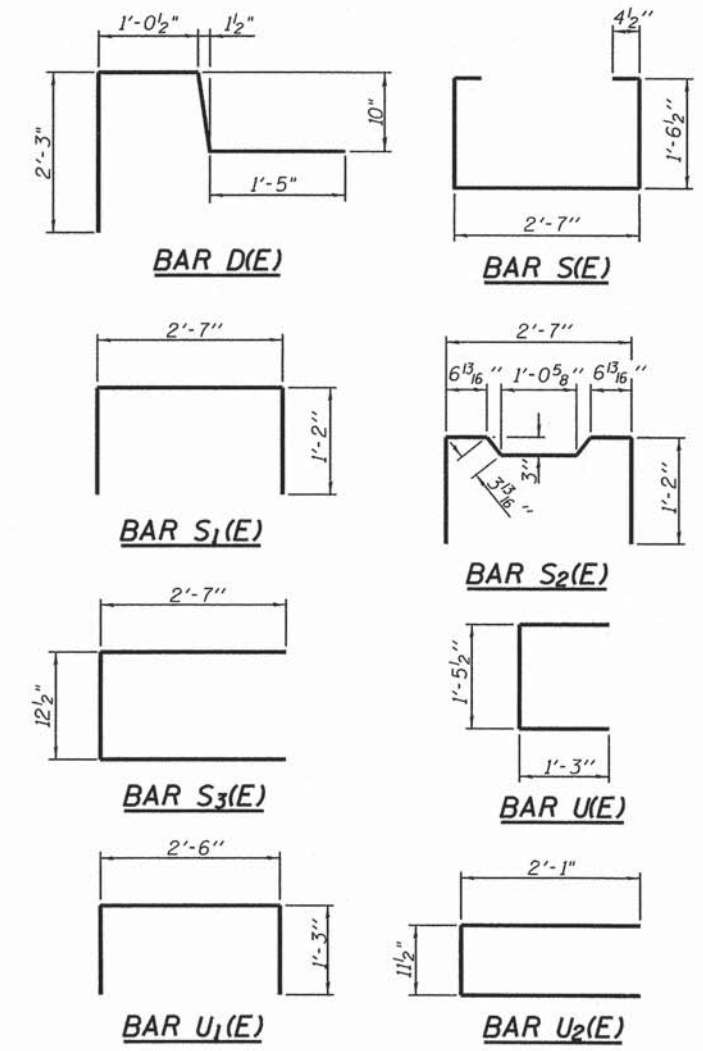 1'-0½" 1½"
2'-3"
10"
1'-5"
BAR D(E)
4½"
1'-6½"
2'-7"
BAR S(E)
2'-7"
1'-2"
BAR S1(E)
2'-7"
6 13/16" 1'-0 5/8" 6 13/16"
3"
3 13/16"
1'-2"
BAR S2(E)
2'-7"
12½"
BAR S3(E)
1'-5½"
1'-3"
BAR U(E)
2'-6"
1'-3"
BAR U1(E)
2'-1"
11½"
BAR U2(E)